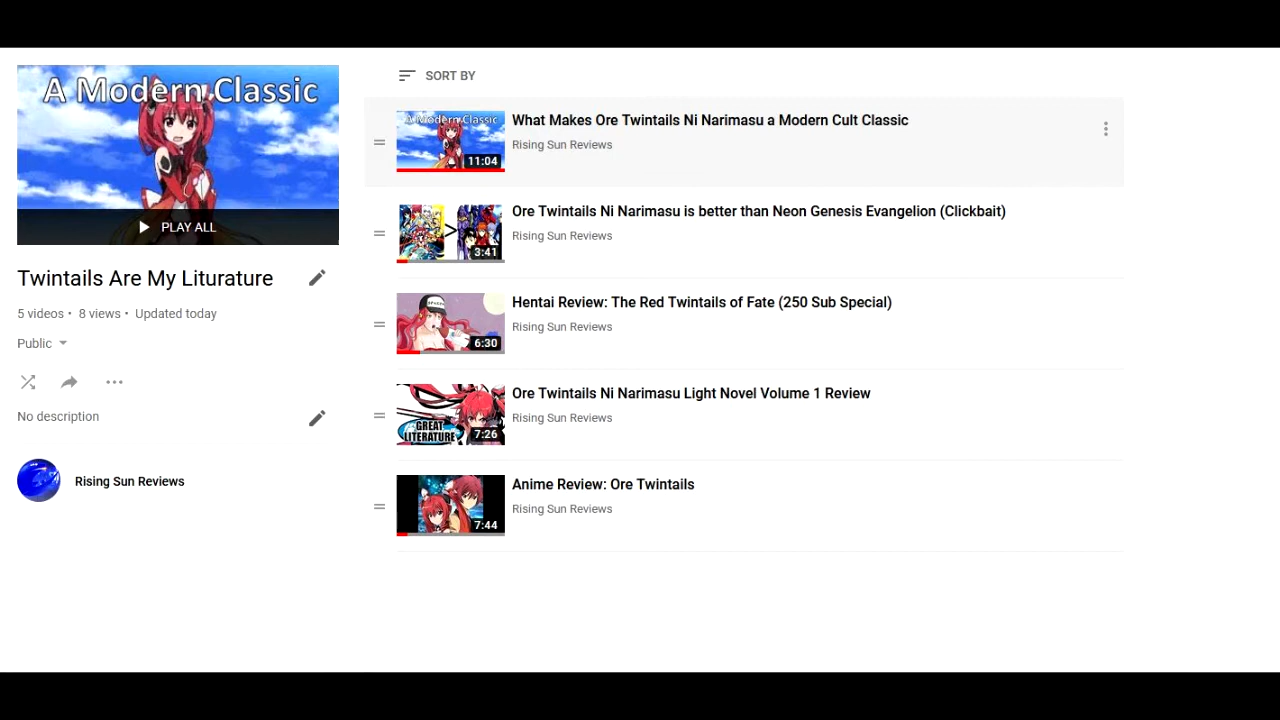 A Modern Classic
PLAY ALL
Twintails Are My Liturature
5 videos • 8 views • Updated today
Public
No description
Rising Sun Reviews
SORT BY
A Modern Classic
11:04
What Makes Ore Twintails Ni Narimasu a Modern Cult Classic
Rising Sun Reviews
>
3:41
Ore Twintails Ni Narimasu is better than Neon Genesis Evangelion (Clickbait)
Rising Sun Reviews
6:30
Hentai Review: The Red Twintails of Fate (250 Sub Special)
Rising Sun Reviews
GREAT
LITERATURE
7:26
Ore Twintails Ni Narimasu Light Novel Volume 1 Review
Rising Sun Reviews
7:44
Anime Review: Ore Twintails
Rising Sun Reviews